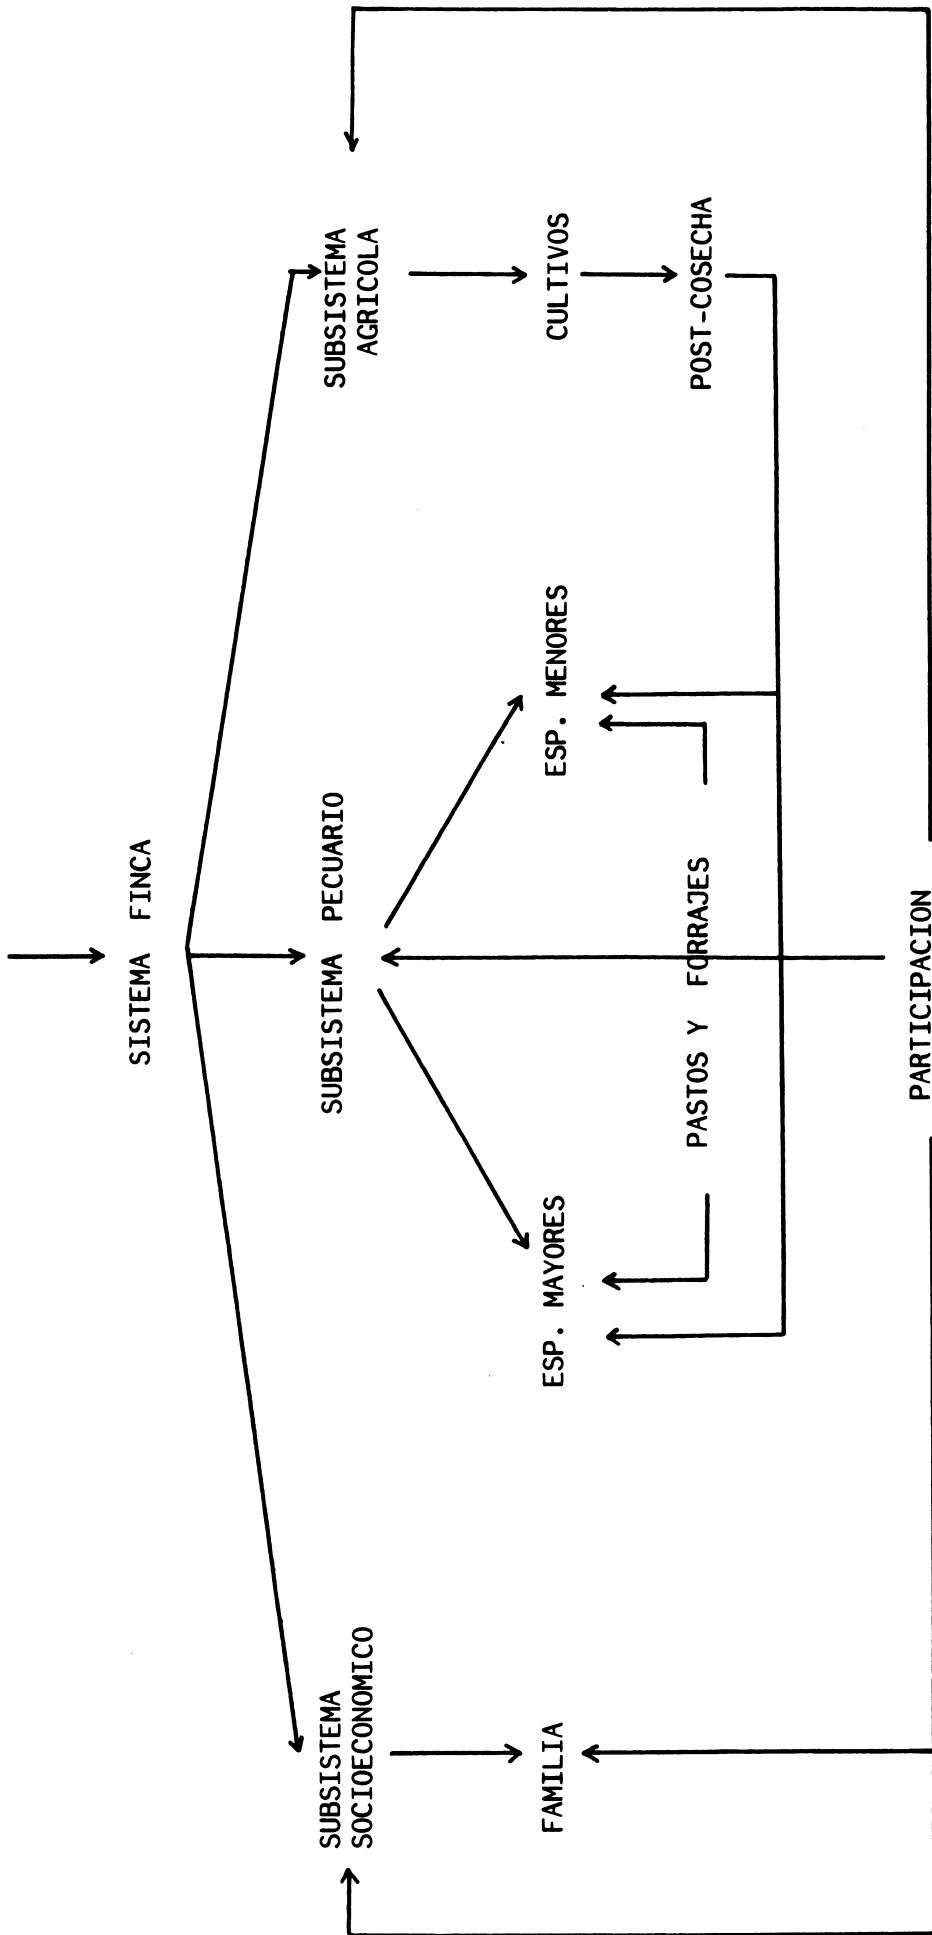 SISTEMA FINCA
SUBSISTEMA
SOCIOECONOMICO
SUBSISTEMA PECUARIO
SUBSISTEMA
AGRICOLA
FAMILIA
ESP. MAYORES
ESP. MENORES
CULTIVOS
PASTOS Y FORRAJES
POST-COSECHA
PARTICIPACION